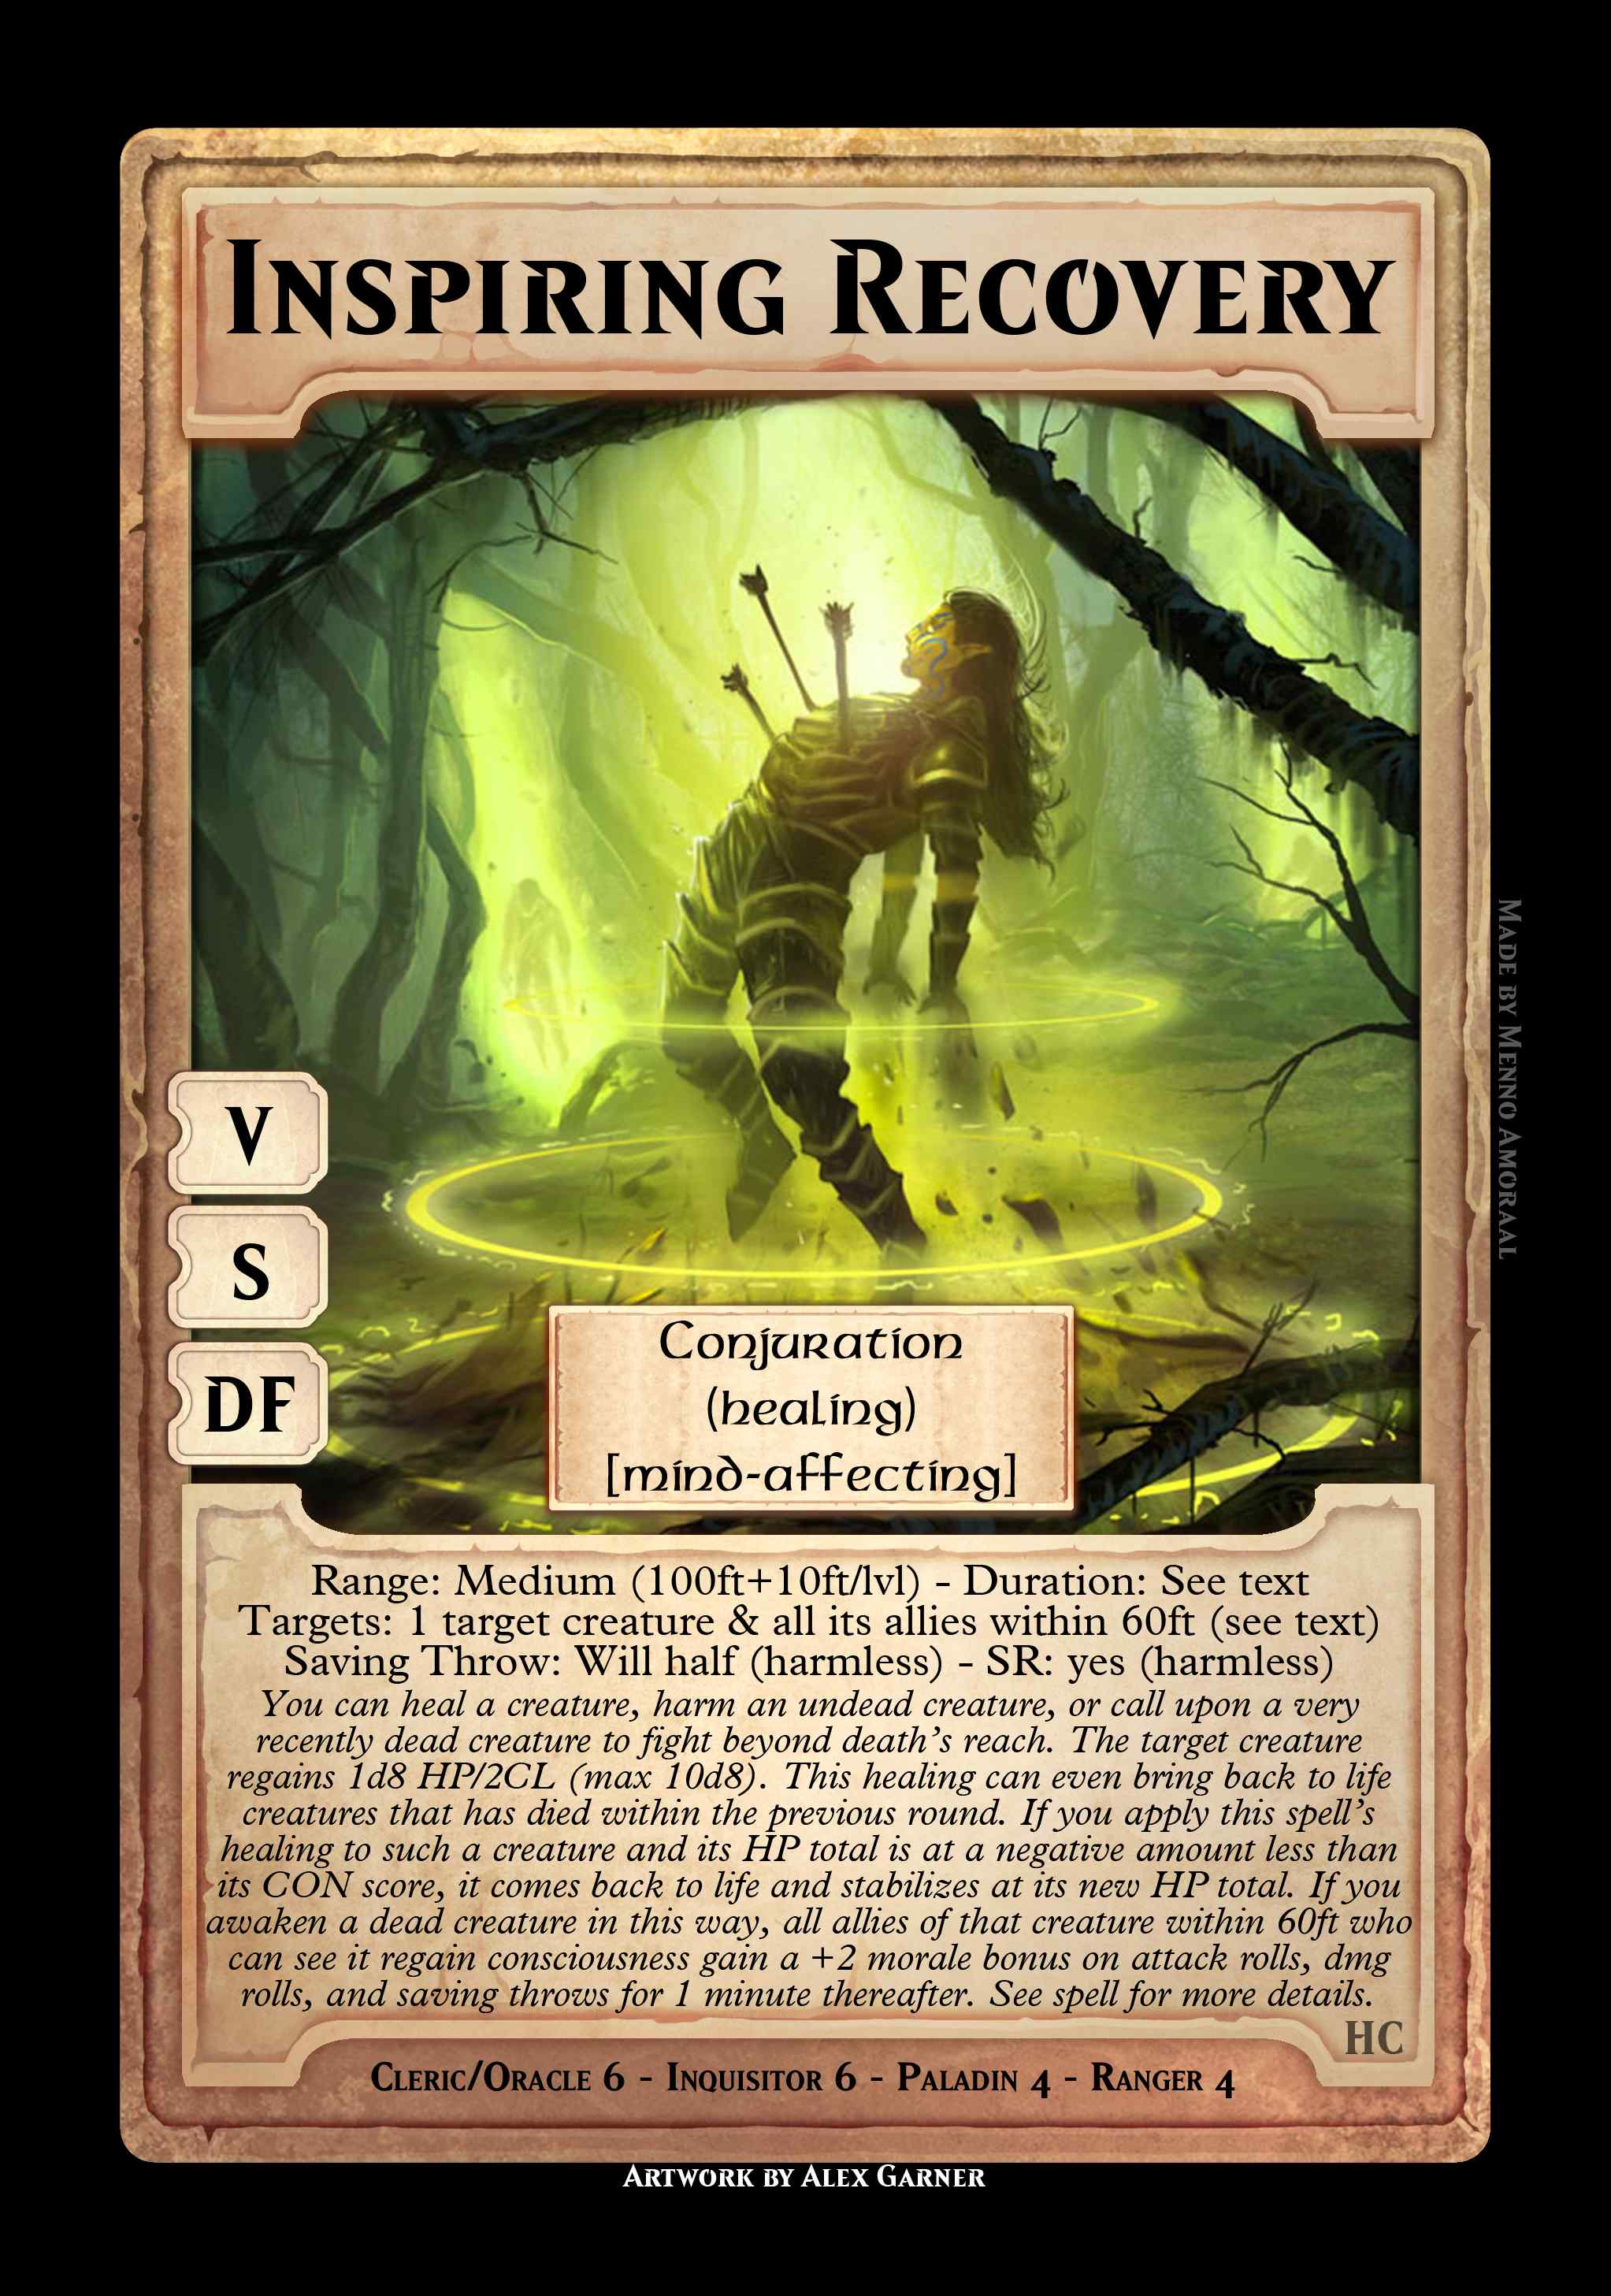 Inspiring Recovery
Made by Menno Amoraal
V
S
DF
Conjuration
(healing)
[mind-affecting]
Range: Medium (100ft+10ft/lvl) - Duration: See text
Targets: 1 target creature & all its allies within 60ft (see text)
Saving Throw: Will half (harmless) - SR: yes (harmless)
You can heal a creature, harm an undead creature, or call upon a very
recently dead creature to fight beyond death's reach. The target creature
regains 1d8 HP/2CL (max 10d8). This healing can even bring back to life
creatures that has died within the previous round. If you apply this spell's
healing to such a creature and its HP total is at a negative amount less than
its CON score, it comes back to life and stabilizes at its new HP total. If you
awaken a dead creature in this way, all allies of that creature within 60ft who
can see it regain consciousness gain a +2 morale bonus on attack rolls, dmg
rolls, and saving throws for 1 minute thereafter. See spell for more details.
HC
Cleric/Oracle 6 - Inquisitor 6 - Paladin 4 - Ranger 4
Artwork by Alex Garner